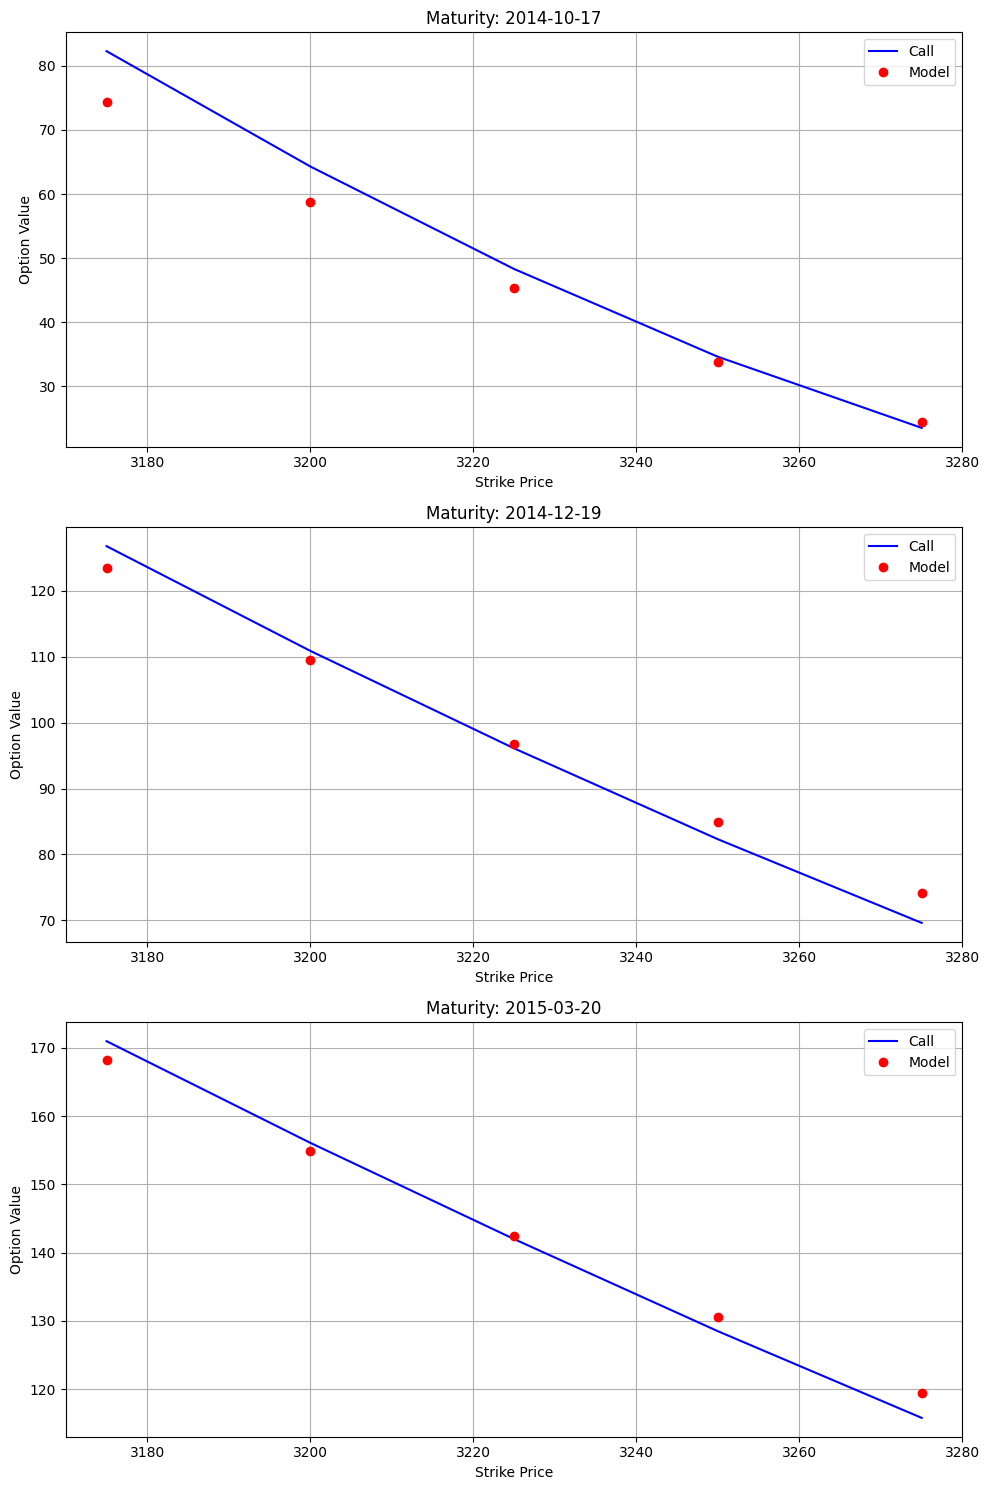 Maturity: 2014-10-17
Call
Model
Option Value
80
70
60
50
40
30
3180 3200 3220 3240 3260 3280
Strike Price
Maturity: 2014-12-19
Call
Model
Option Value
120
110
100
90
80
70
3180 3200 3220 3240 3260 3280
Strike Price
Maturity: 2015-03-20
Call
Model
Option Value
170
160
150
140
130
120
3180 3200 3220 3240 3260 3280
Strike Price